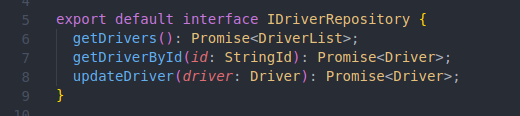 5 export default interface IDriverRepository {
6 getDrivers(): Promise<DriverList>;
7 getDriverById(id: StringId): Promise<Driver>;
8 updateDriver(driver: Driver): Promise<Driver>;
9 }